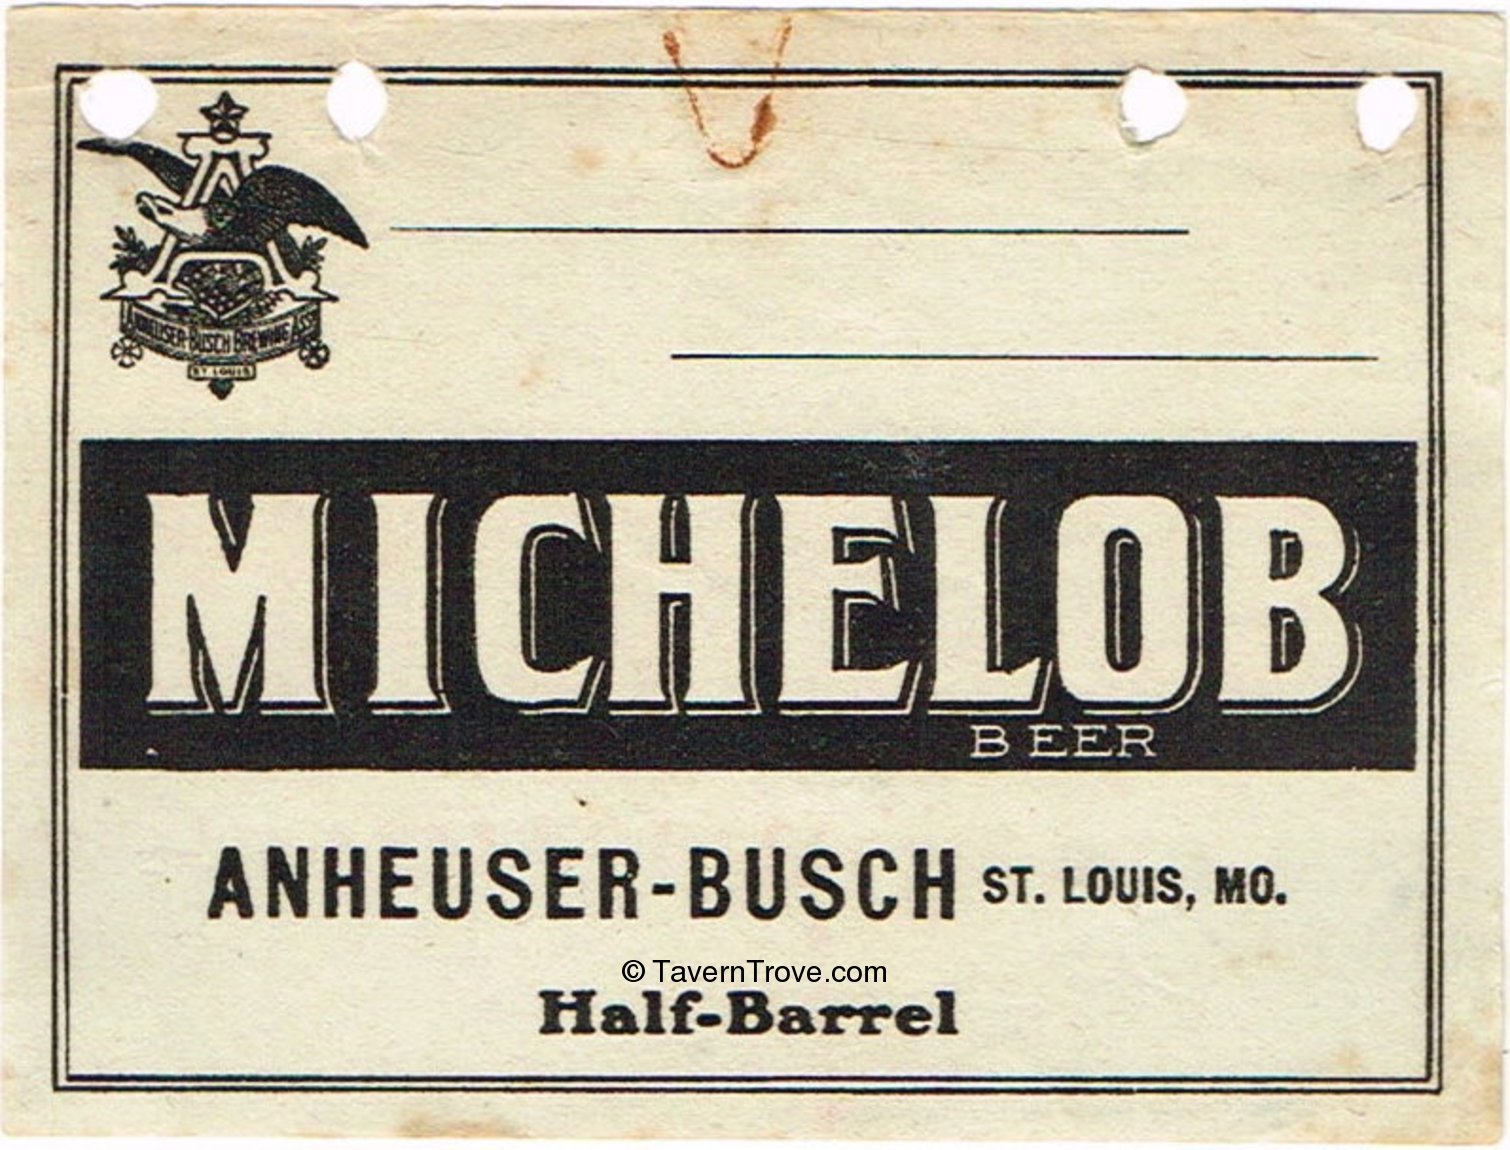 A
ANHEUSER-BUSCH BREWING ASS'N
ST LOUIS
MICHELOB
BEER
ANHEUSER-BUSCH ST. LOUIS, MO.
© TavernTrove.com
Half-Barrel